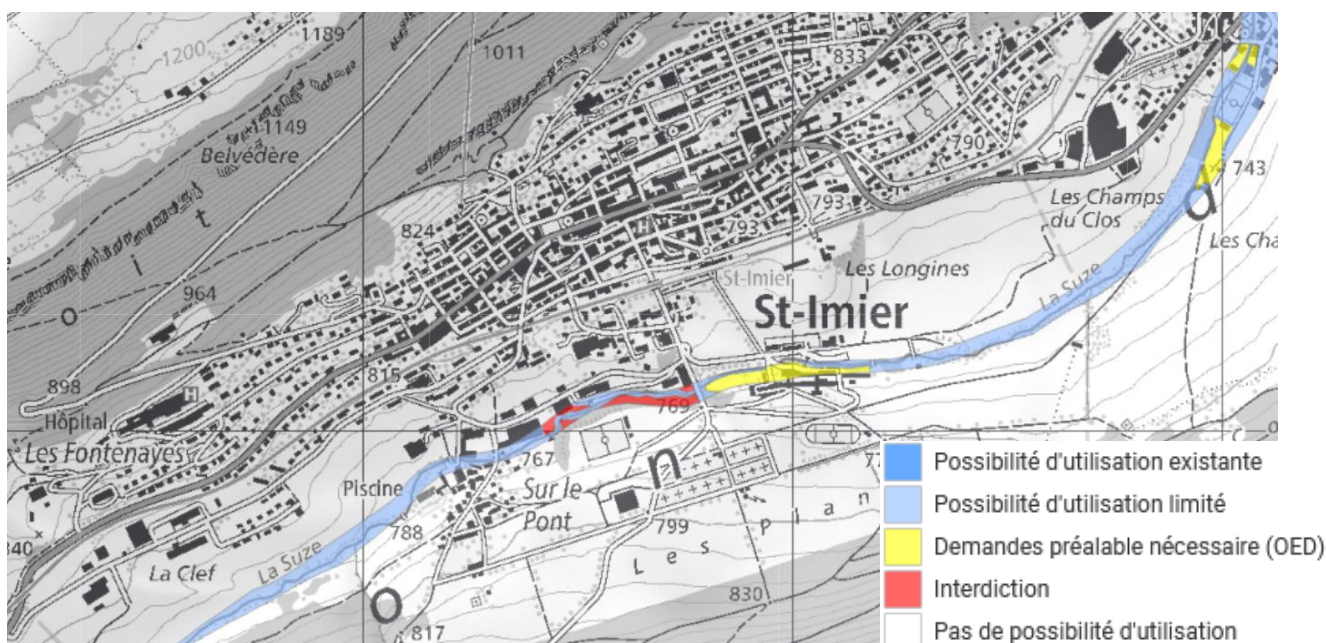 1189
1200
1011
833
1149
Belvédère
790
743
i
t
Les Champs
du Clos
793
793
824
H
Les Cha
Les Longines
St-Imier
964
La Suze
o
St-Imier
815
898
H
769
Hôpital
Les Fontenayes
767
n
Piscine
Sur le
Pont
788
799
840
La Clef
La Suze
Les Plan
830
o
817
Possibilité d'utilisation existante
Possibilité d'utilisation limité
Demandes préalable nécessaire (OED)
Interdiction
Pas de possibilité d'utilisation